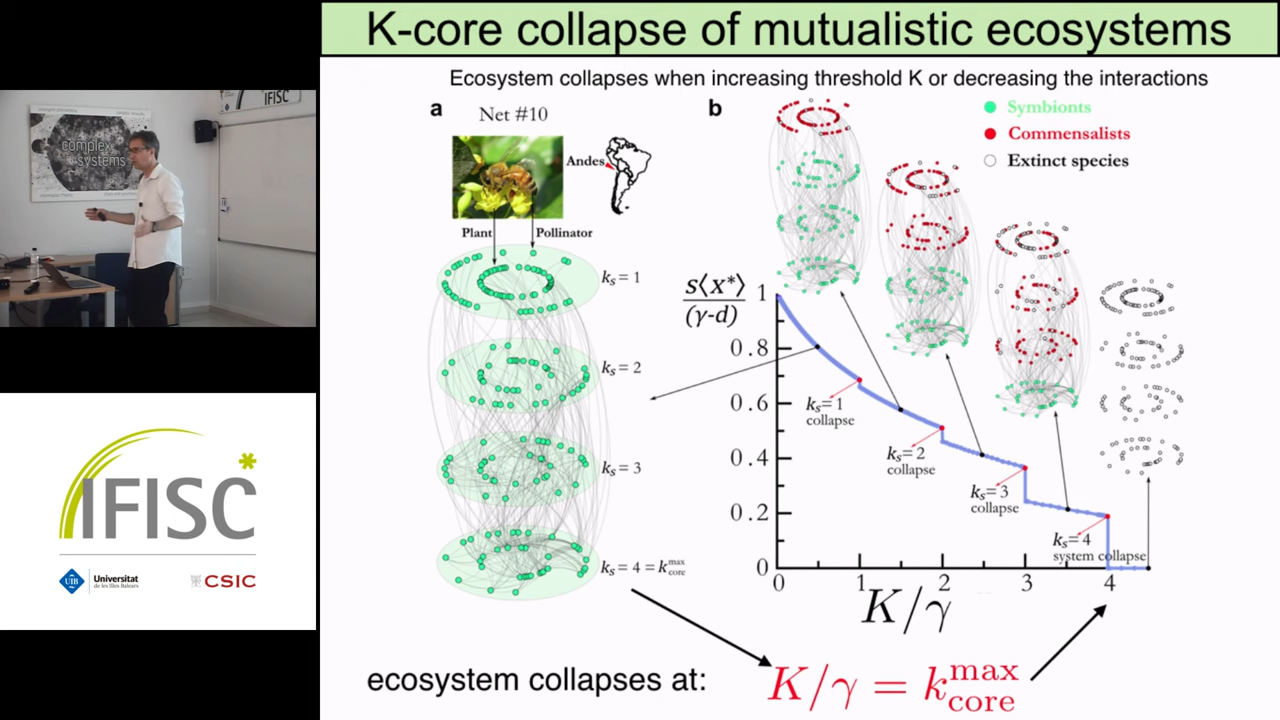 K-core collapse of mutualistic ecosystems
Ecosystem collapses when increasing threshold K or decreasing the interactions
a
Net #10
Andes
Plant
Pollinator
k_s = 1
k_s = 2
k_s = 3
k_s = 4 = k_core^max
b
Symbionts
Commensalists
Extinct species
s⟨x*⟩
(γ-d)
1
0.8
0.6
0.4
0.2
0
k_s= 1
collapse
k_s= 2
collapse
k_s= 3
collapse
k_s= 4
system collapse
0 1 2 3 4
K/γ
ecosystem collapses at:
K/γ = k_core^max
complex
systems
IFISC
IFISC
UIB
Universitat
de les Illes Balears
CSIC